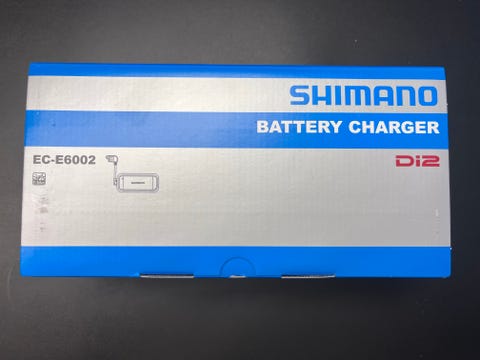 SHIMANO
BATTERY CHARGER
EC-E6002
Di2